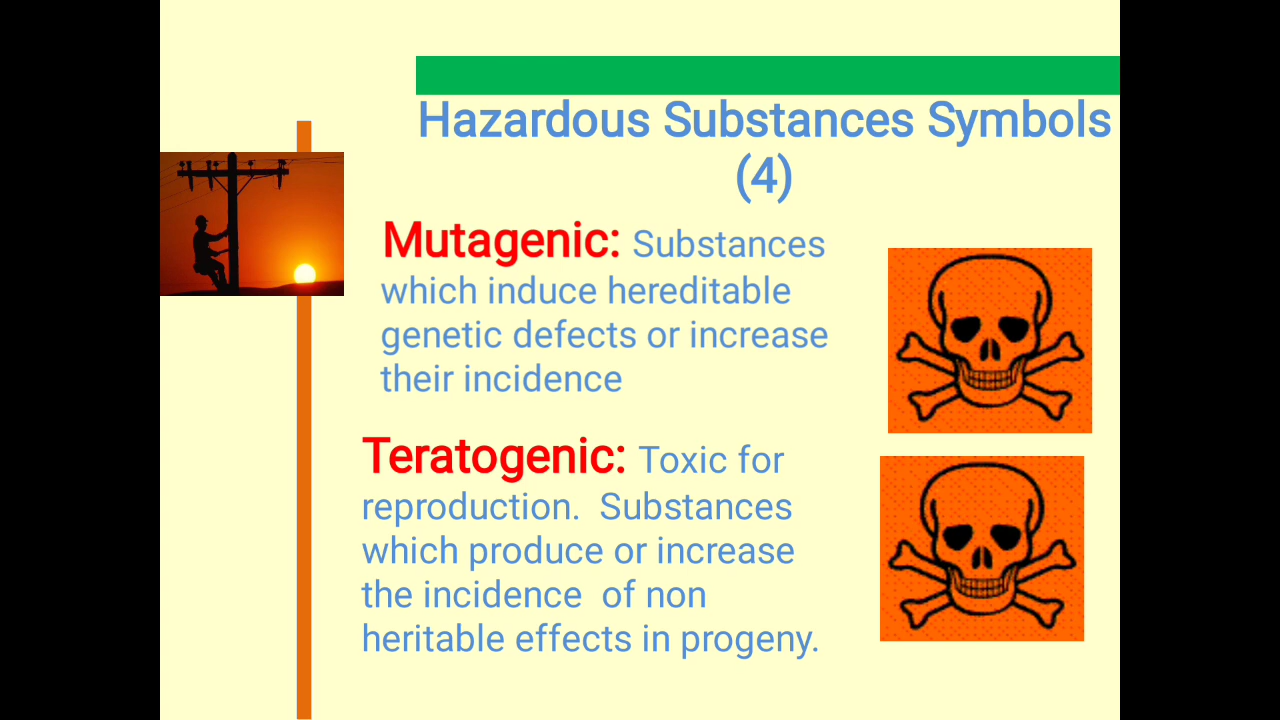 Hazardous Substances Symbols
(4)
Mutagenic: Substances
which induce hereditable
genetic defects or increase
their incidence
Teratogenic: Toxic for
reproduction.  Substances
which produce or increase
the incidence  of non
heritable effects in progeny.